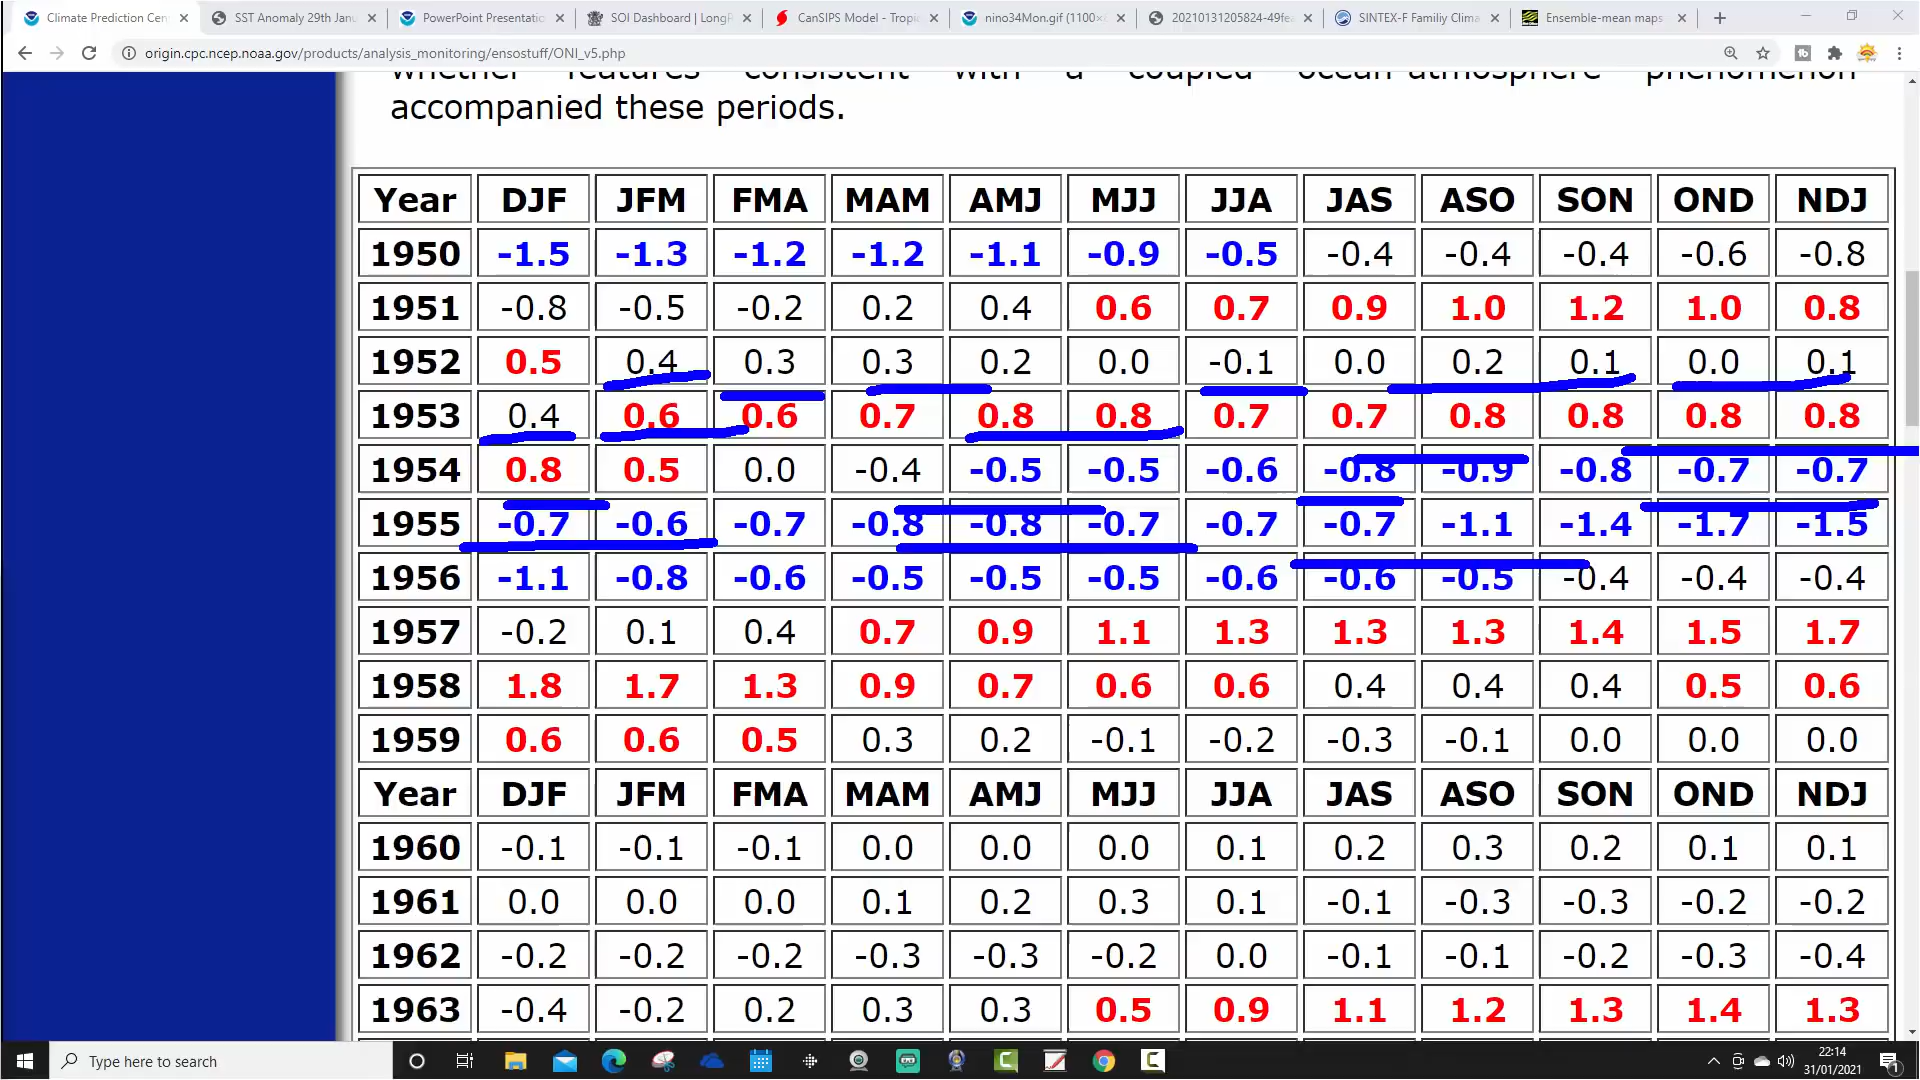 Climate Prediction Cen
SST Anomaly 29th Janu
PowerPoint Presentatio
SOI Dashboard | LongP
CanSIPS Model - Tropic
nino34Mon.gif (1100×
20210131205824-49fe
SINTEX-F Familiy Clima
Ensemble-mean maps
origin.cpc.ncep.noaa.gov/products/analysis_monitoring/ensostuff/ONI_v5.php
whether features consistent with a coupled ocean-atmosphere phenomenon
accompanied these periods.
Year DJF JFM FMA MAM AMJ MJJ JJA JAS ASO SON OND NDJ
1950 -1.5 -1.3 -1.2 -1.2 -1.1 -0.9 -0.5 -0.4 -0.4 -0.4 -0.6 -0.8
1951 -0.8 -0.5 -0.2 0.2 0.4 0.6 0.7 0.9 1.0 1.2 1.0 0.8
1952 0.5 0.4 0.3 0.3 0.2 0.0 -0.1 0.0 0.2 0.1 0.0 0.1
1953 0.4 0.6 0.6 0.7 0.8 0.8 0.7 0.7 0.8 0.8 0.8 0.8
1954 0.8 0.5 0.0 -0.4 -0.5 -0.5 -0.6 -0.8 -0.9 -0.8 -0.7 -0.7
1955 -0.7 -0.6 -0.7 -0.8 -0.8 -0.7 -0.7 -0.7 -1.1 -1.4 -1.7 -1.5
1956 -1.1 -0.8 -0.6 -0.5 -0.5 -0.5 -0.6 -0.6 -0.5 -0.4 -0.4 -0.4
1957 -0.2 0.1 0.4 0.7 0.9 1.1 1.3 1.3 1.3 1.4 1.5 1.7
1958 1.8 1.7 1.3 0.9 0.7 0.6 0.6 0.4 0.4 0.4 0.5 0.6
1959 0.6 0.6 0.5 0.3 0.2 -0.1 -0.2 -0.3 -0.1 0.0 0.0 0.0
Year DJF JFM FMA MAM AMJ MJJ JJA JAS ASO SON OND NDJ
1960 -0.1 -0.1 -0.1 0.0 0.0 0.0 0.1 0.2 0.3 0.2 0.1 0.1
1961 0.0 0.0 0.0 0.1 0.2 0.3 0.1 -0.1 -0.3 -0.3 -0.2 -0.2
1962 -0.2 -0.2 -0.2 -0.3 -0.3 -0.2 0.0 -0.1 -0.1 -0.2 -0.3 -0.4
1963 -0.4 -0.2 0.2 0.3 0.3 0.5 0.9 1.1 1.2 1.3 1.4 1.3
Type here to search
22:14
31/01/2021
1